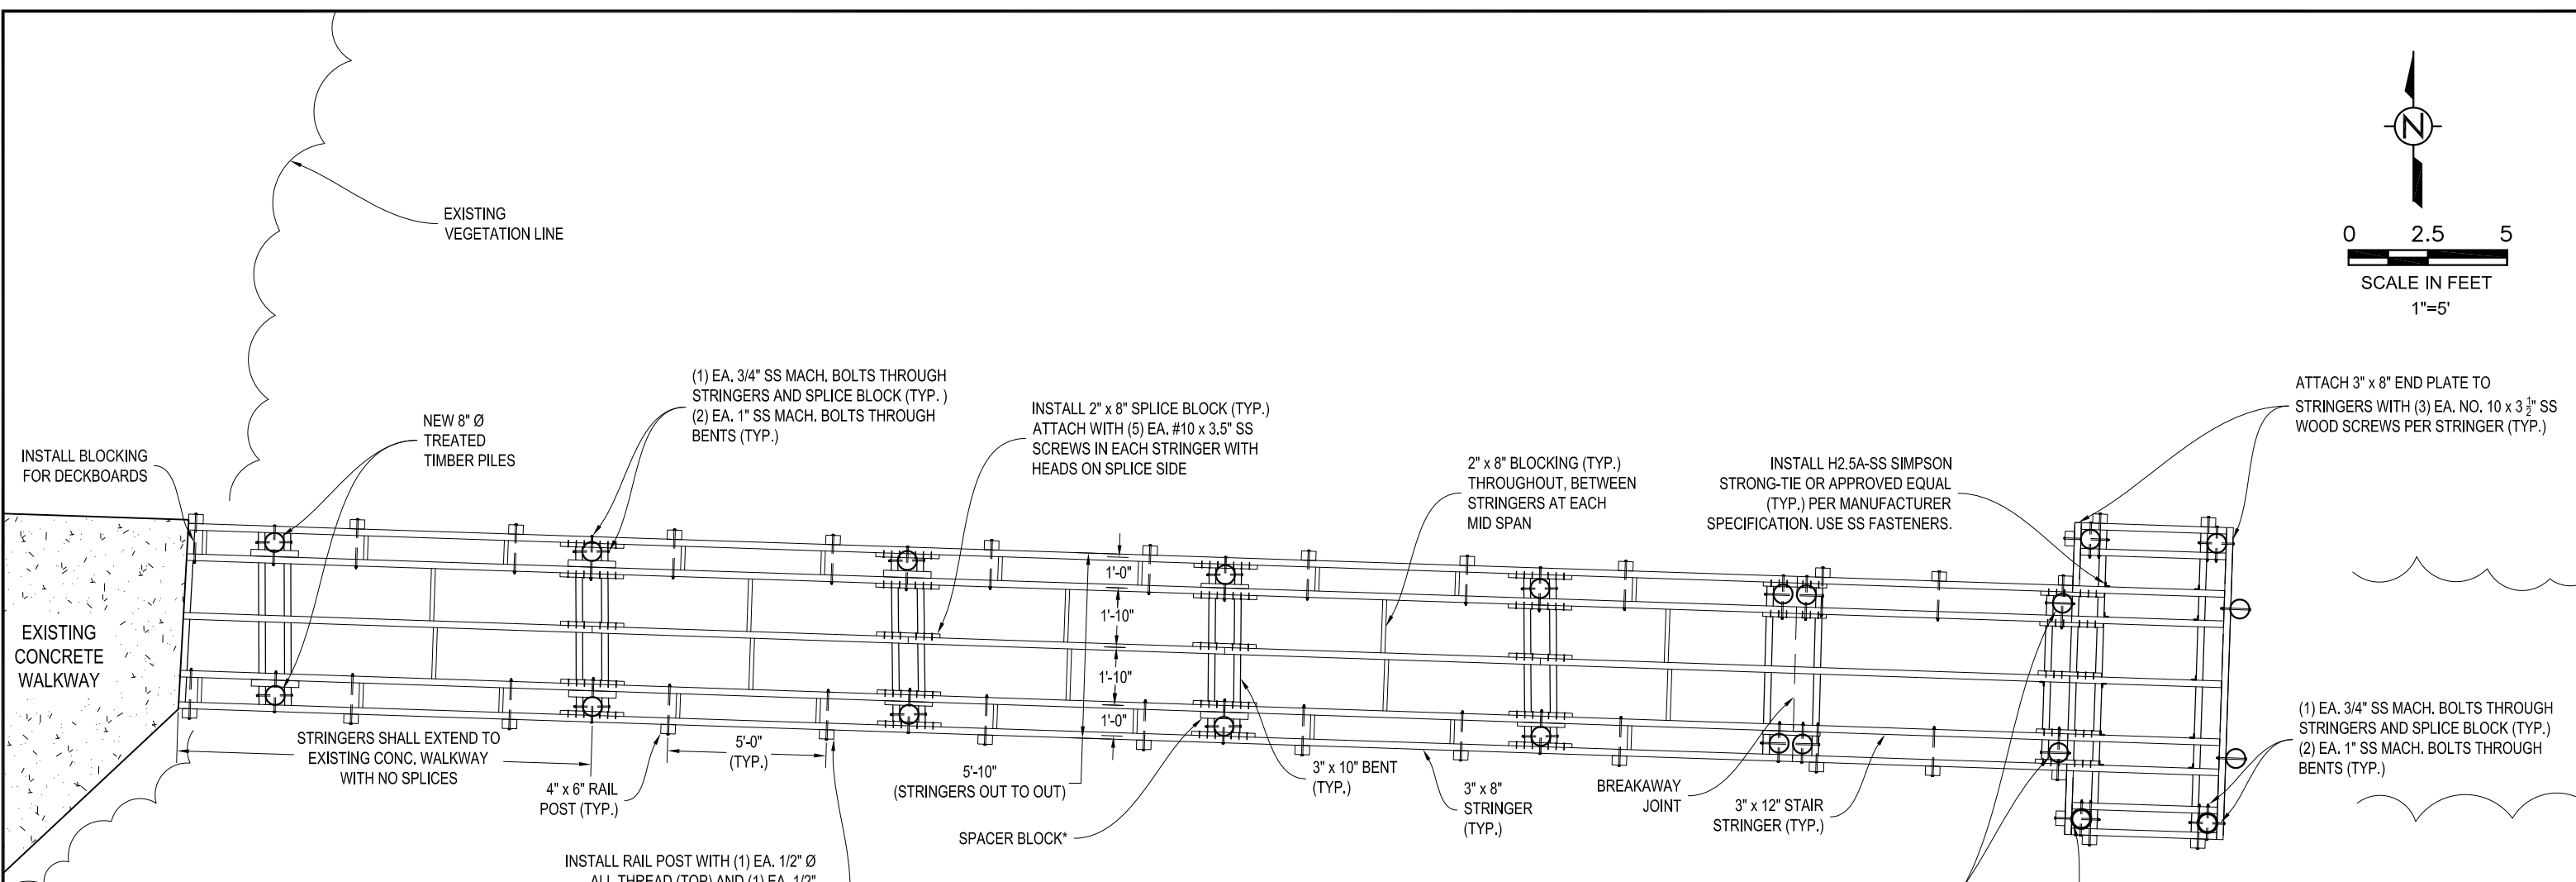 EXISTING
VEGETATION LINE
N
0 2.5 5
SCALE IN FEET
1"=5'
(1) EA. 3/4" SS MACH. BOLTS THROUGH
STRINGERS AND SPLICE BLOCK (TYP. )
(2) EA. 1" SS MACH. BOLTS THROUGH
BENTS (TYP.)
INSTALL 2" x 8" SPLICE BLOCK (TYP.)
ATTACH WITH (5) EA. #10 x 3.5" SS
SCREWS IN EACH STRINGER WITH
HEADS ON SPLICE SIDE
ATTACH 3" x 8" END PLATE TO
STRINGERS WITH (3) EA. NO. 10 x 3 1/2" SS
WOOD SCREWS PER STRINGER (TYP.)
NEW 8" Ø
TREATED
TIMBER PILES
INSTALL BLOCKING
FOR DECKBOARDS
2" x 8" BLOCKING (TYP.)
THROUGHOUT, BETWEEN
STRINGERS AT EACH
MID SPAN
INSTALL H2.5A-SS SIMPSON
STRONG-TIE OR APPROVED EQUAL
(TYP.) PER MANUFACTURER
SPECIFICATION. USE SS FASTENERS.
1'-0"
1'-10"
1'-10"
1'-0"
EXISTING
CONCRETE
WALKWAY
STRINGERS SHALL EXTEND TO
EXISTING CONC. WALKWAY
WITH NO SPLICES
4" x 6" RAIL
POST (TYP.)
5'-0"
(TYP.)
5'-10"
(STRINGERS OUT TO OUT)
SPACER BLOCK*
3" x 10" BENT
(TYP.)
3" x 8"
STRINGER
(TYP.)
BREAKAWAY
JOINT
3" x 12" STAIR
STRINGER (TYP.)
(1) EA. 3/4" SS MACH. BOLTS THROUGH
STRINGERS AND SPLICE BLOCK (TYP.)
(2) EA. 1" SS MACH. BOLTS THROUGH
BENTS (TYP.)
INSTALL RAIL POST WITH (1) EA. 1/2" Ø
ALL THREAD (TOP) AND (1) EA. 1/2"